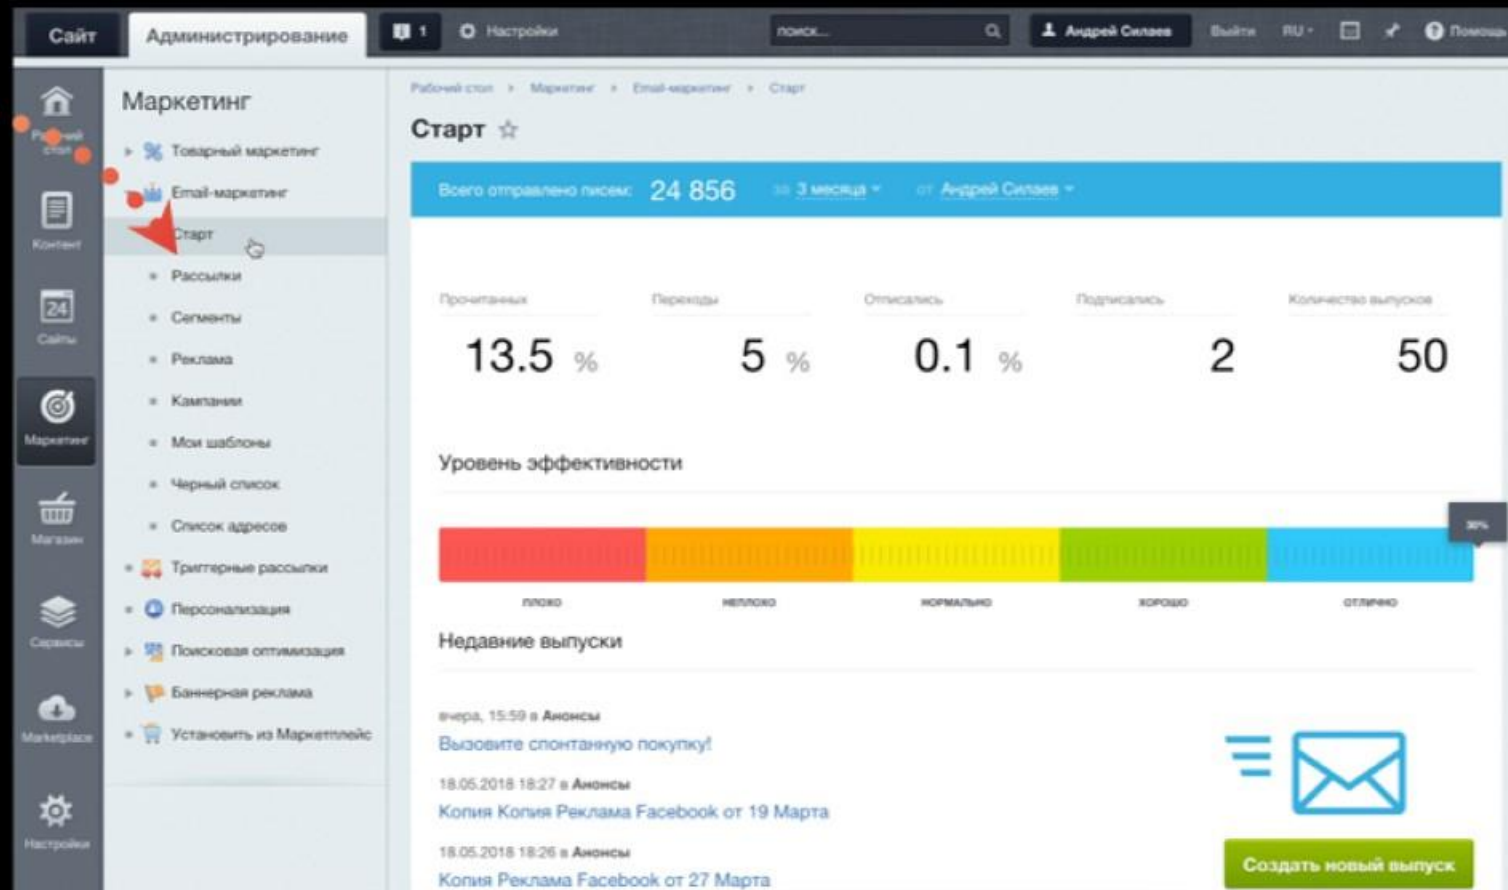 Сайт
Администрирование
1
Настройки
поиск...
Андрей Силаев
Выйти
RU
Помощь
Рабочий стол
Контент
24
Сайты
Маркетинг
Магазин
Сервисы
Marketplace
Настройки
Маркетинг
Товарный маркетинг
Email-маркетинг
Старт
Рассылки
Сегменты
Реклама
Кампании
Мои шаблоны
Черный список
Список адресов
Триггерные рассылки
Персонализация
Поисковая оптимизация
Баннерная реклама
Установить из Маркетплейс
Рабочий стол Маркетинг Email-маркетинг Старт
Старт
Всего отправлено писем: 24 856 за 3 месяца от Андрей Силаев
Прочитанных Переходы Отписались Подписались Количество выпусков
13.5 % 5 % 0.1 % 2 50
Уровень эффективности
30%
ПЛОХО НЕПЛОХО НОРМАЛЬНО ХОРОШО ОТЛИЧНО
Недавние выпуски
вчера, 15:59 в Анонсы
Вызовите спонтанную покупку!
18.05.2018 18:27 в Анонсы
Копия Копия Реклама Facebook от 19 Марта
18.05.2018 18:26 в Анонсы
Копия Реклама Facebook от 27 Марта
Создать новый выпуск